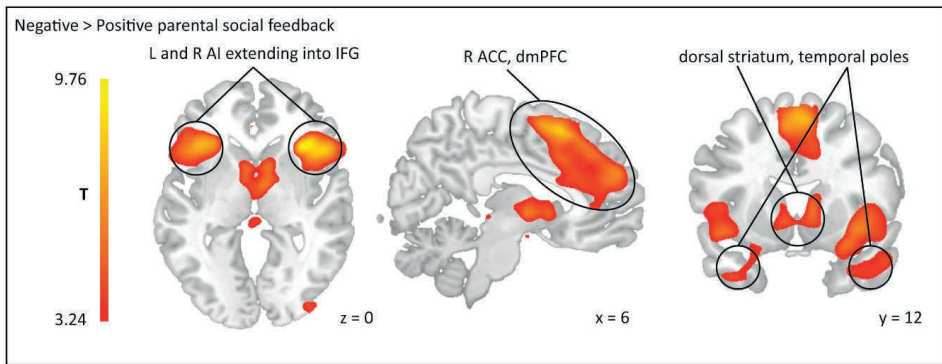 Negative > Positive parental social feedback
L and R AI extending into IFG
R ACC, dmPFC
dorsal striatum, temporal poles
9.76
T
3.24
z = 0
x = 6
y = 12